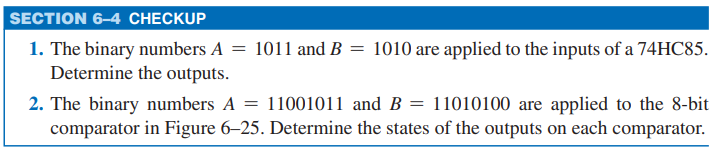 SECTION 6–4 CHECKUP
1. The binary numbers A = 1011 and B = 1010 are applied to the inputs of a 74HC85.
Determine the outputs.
2. The binary numbers A = 11001011 and B = 11010100 are applied to the 8-bit
comparator in Figure 6–25. Determine the states of the outputs on each comparator.